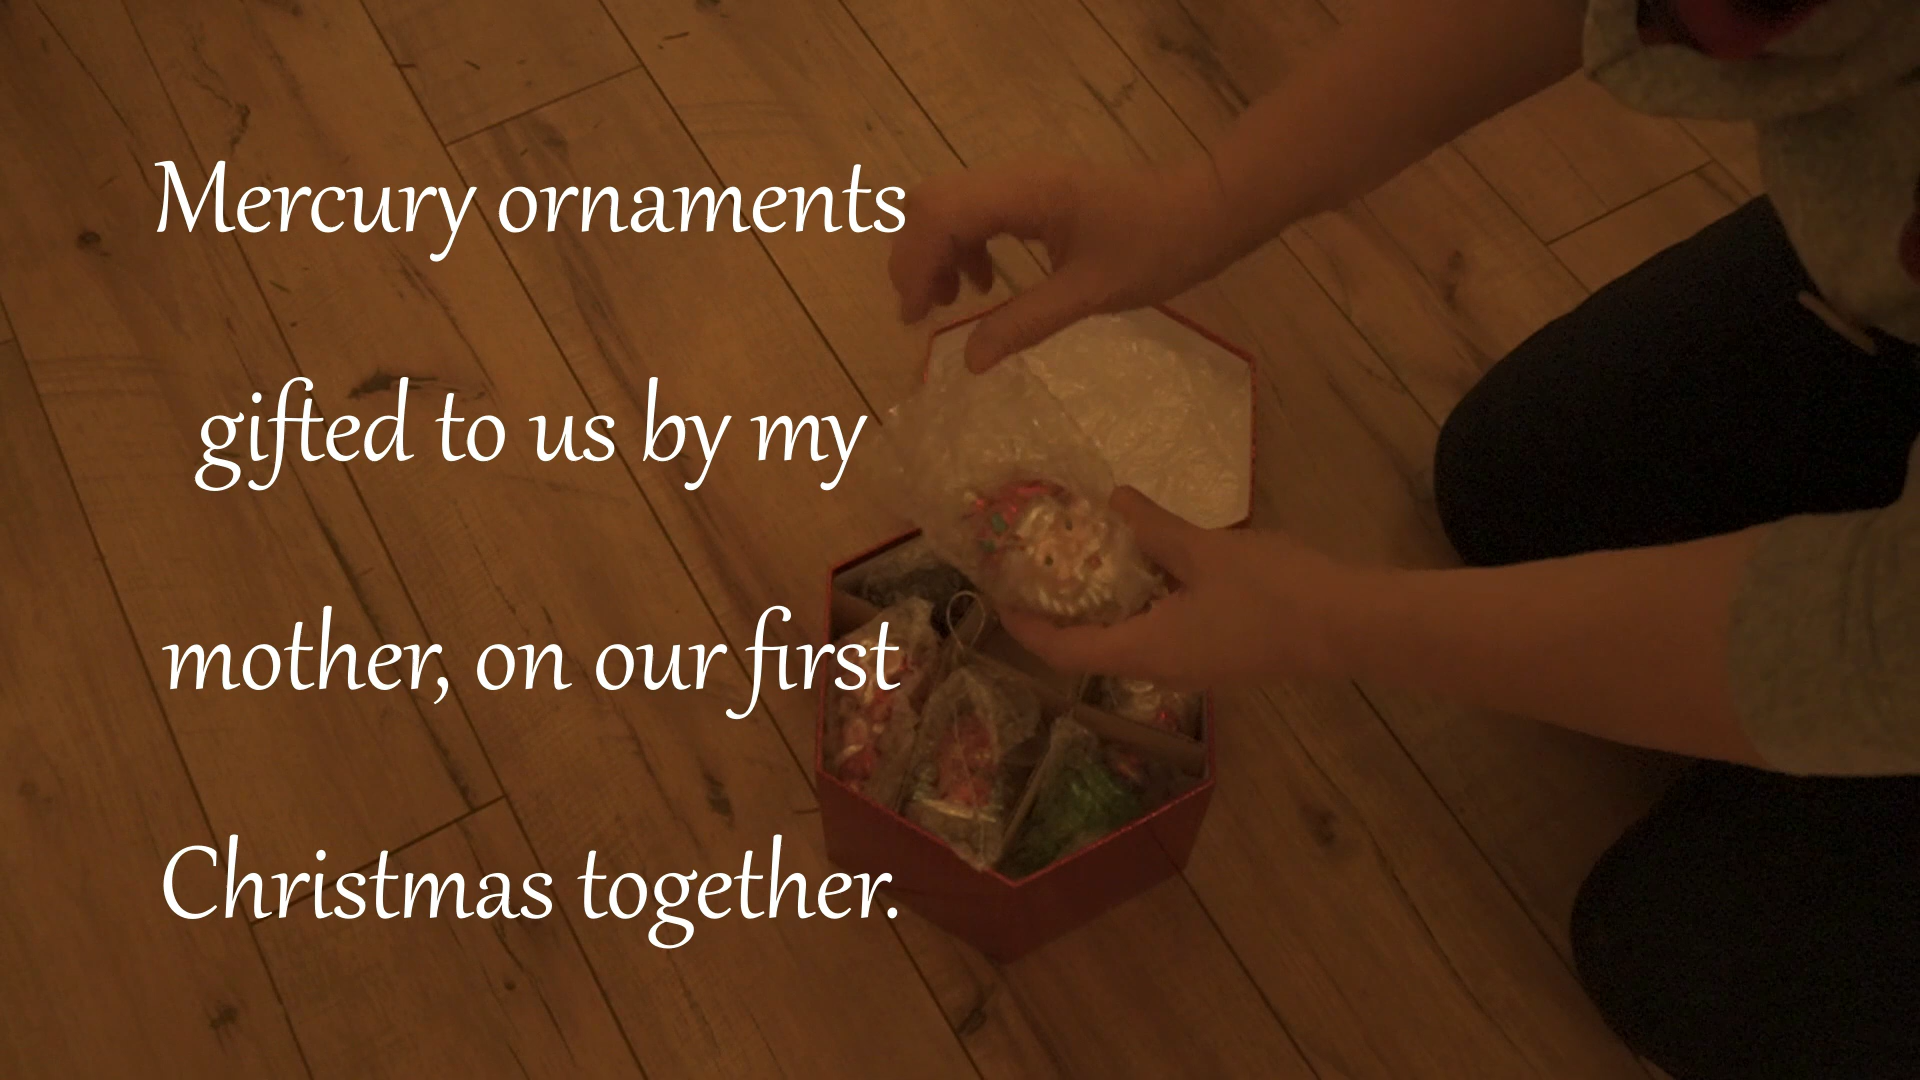 Mercury ornaments
gifted to us by my
mother, on our first
Christmas together.